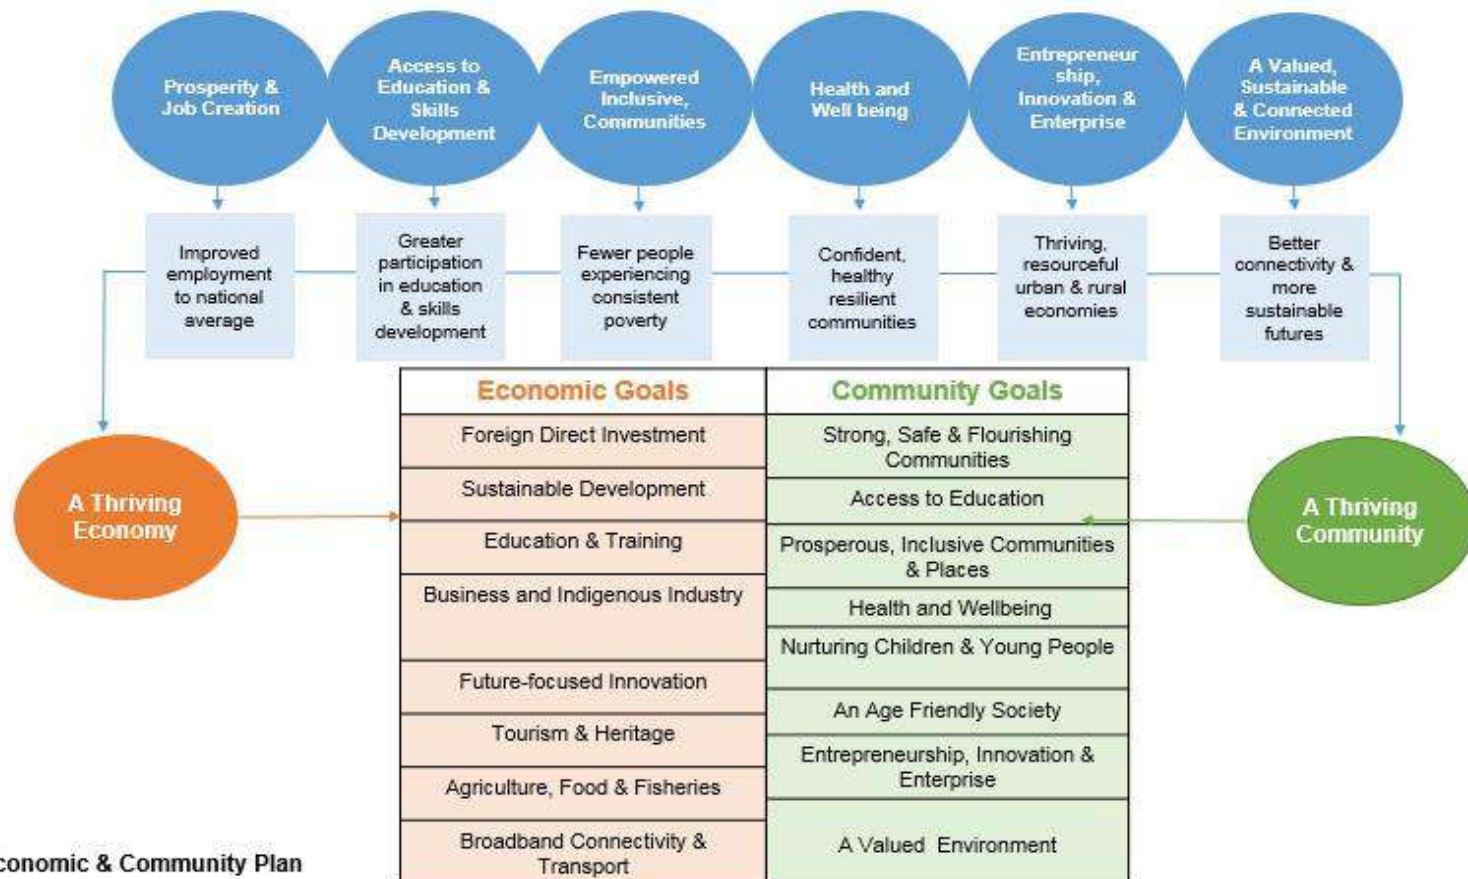 Prosperity &
Job Creation
Access to
Education &
Skills
Development
Empowered
Inclusive,
Communities
Health and
Well being
Entrepreneur
ship,
Innovation &
Enterprise
A Valued,
Sustainable
& Connected
Environment
Improved
employment
to national
average
Greater
participation
in education
& skills
development
Fewer people
experiencing
consistent
poverty
Confident,
healthy
resilient
communities
Thriving,
resourceful
urban & rural
economies
Better
connectivity &
more
sustainable
futures
A Thriving
Economy
Economic Goals
Foreign Direct Investment
Sustainable Development
Education & Training
Business and Indigenous Industry
Future-focused Innovation
Tourism & Heritage
Agriculture, Food & Fisheries
Broadband Connectivity &
Transport
Community Goals
Strong, Safe & Flourishing
Communities
Access to Education
Prosperous, Inclusive Communities
& Places
Health and Wellbeing
Nurturing Children & Young People
An Age Friendly Society
Entrepreneurship, Innovation &
Enterprise
A Valued Environment
A Thriving
Community
conomic & Community Plan